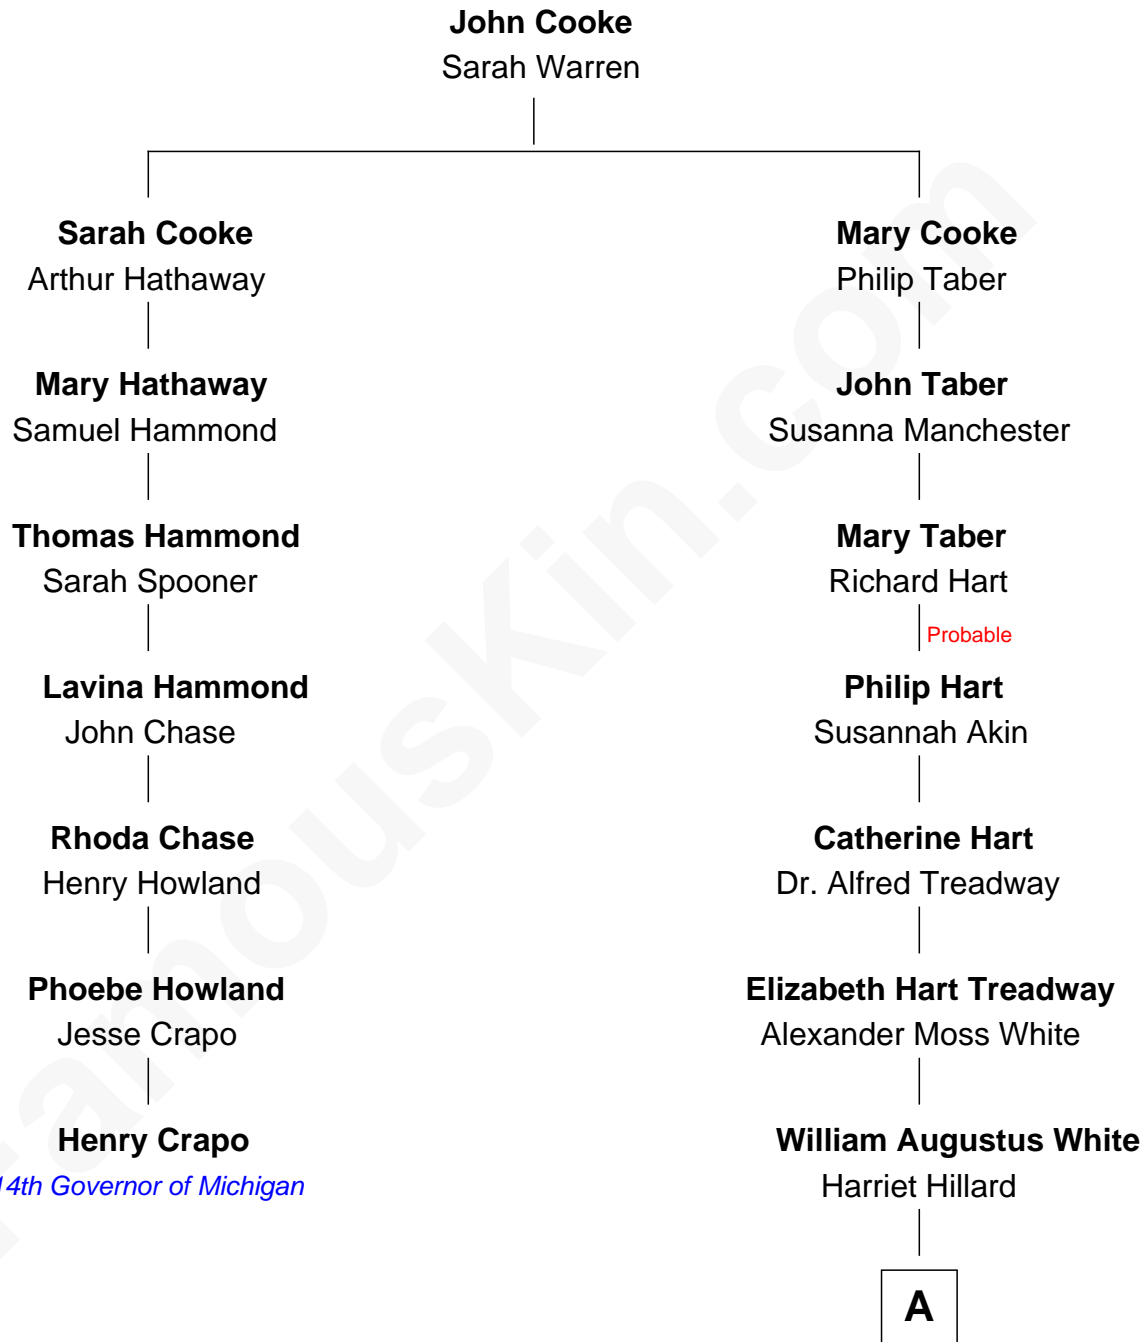 John Cooke
Sarah Warren
Sarah Cooke
Arthur Hathaway
Mary Cooke
Philip Taber
Mary Hathaway
Samuel Hammond
John Taber
Susanna Manchester
Thomas Hammond
Sarah Spooner
Mary Taber
Richard Hart
Probable
Lavina Hammond
John Chase
Philip Hart
Susannah Akin
Rhoda Chase
Henry Howland
Catherine Hart
Dr. Alfred Treadway
Phoebe Howland
Jesse Crapo
Elizabeth Hart Treadway
Alexander Moss White
Henry Crapo
14th Governor of Michigan
William Augustus White
Harriet Hillard
A
FamousKin.com